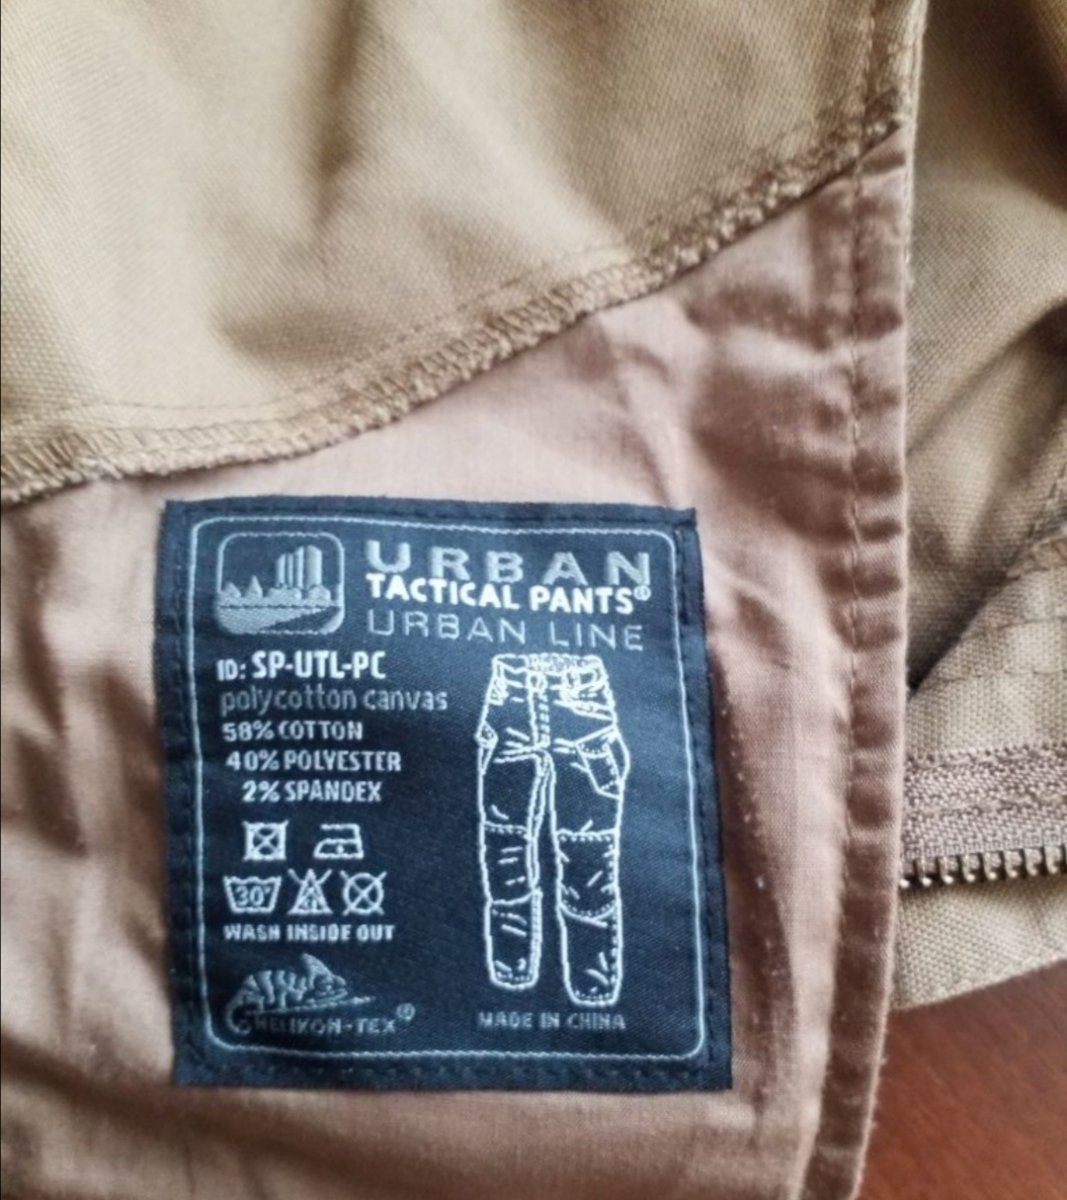 URBAN
TACTICAL PANTS®
URBAN LINE
ID: SP-UTL-PC
polycotton canvas
58% COTTON
40% POLYESTER
2% SPANDEX
30°
WASH INSIDE OUT
HELIKON-TEX®
MADE IN CHINA